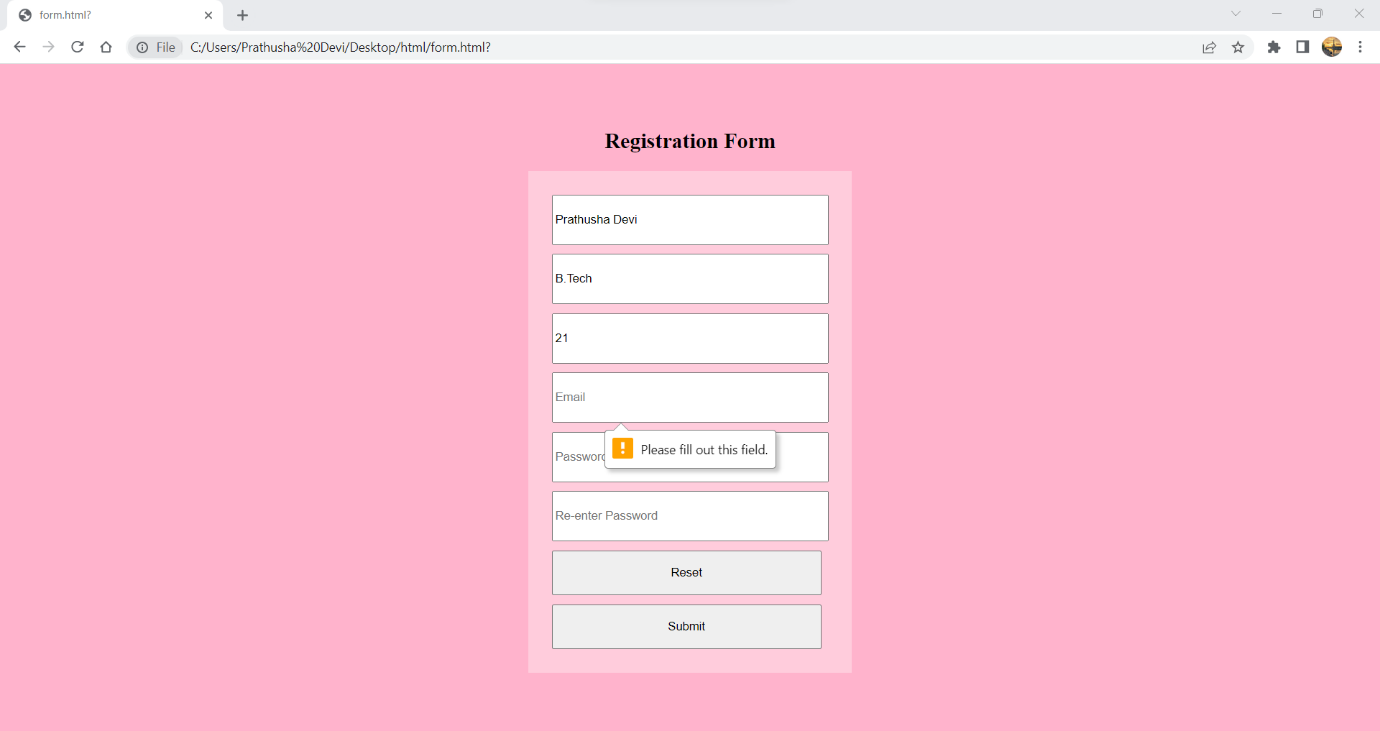 form.html?
File C:/Users/Prathusha%20Devi/Desktop/html/form.html?
Registration Form
Prathusha Devi
B.Tech
21
Email
Please fill out this field.
Password
Re-enter Password
Reset
Submit